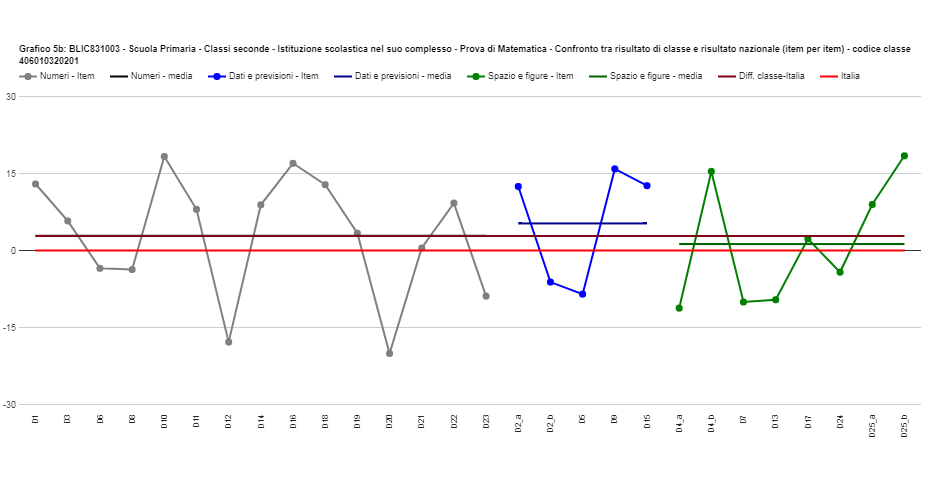 Grafico 5b: BLIC831003 - Scuola Primaria - Classi seconde - Istituzione scolastica nel suo complesso - Prova di Matematica - Confronto tra risultato di classe e risultato nazionale (item per item) - codice classe
406010320201
Numeri - Item Numeri - media Dati e previsioni - Item Dati e previsioni - media Spazio e figure - Item Spazio e figure - media Diff. classe-Italia Italia
30
15
0
-15
-30
D1 D3 D6 D8 D10 D11 D12 D14 D16 D18 D19 D20 D21 D22 D23 D2_a D2_b D5 D9 D15 D4_a D4_b D7 D13 D17 D24 D25_a D25_b